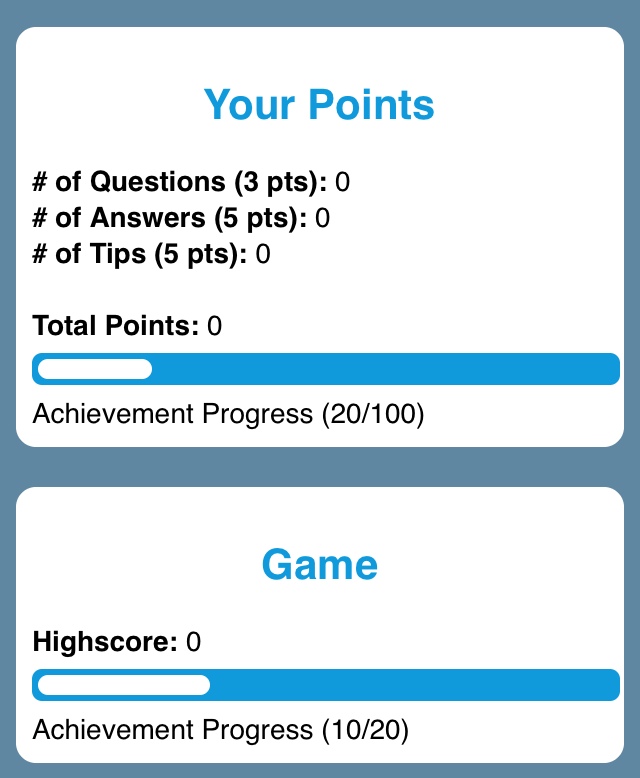 Your Points
# of Questions (3 pts): 0
# of Answers (5 pts): 0
# of Tips (5 pts): 0
Total Points: 0
Achievement Progress (20/100)
Game
Highscore: 0
Achievement Progress (10/20)